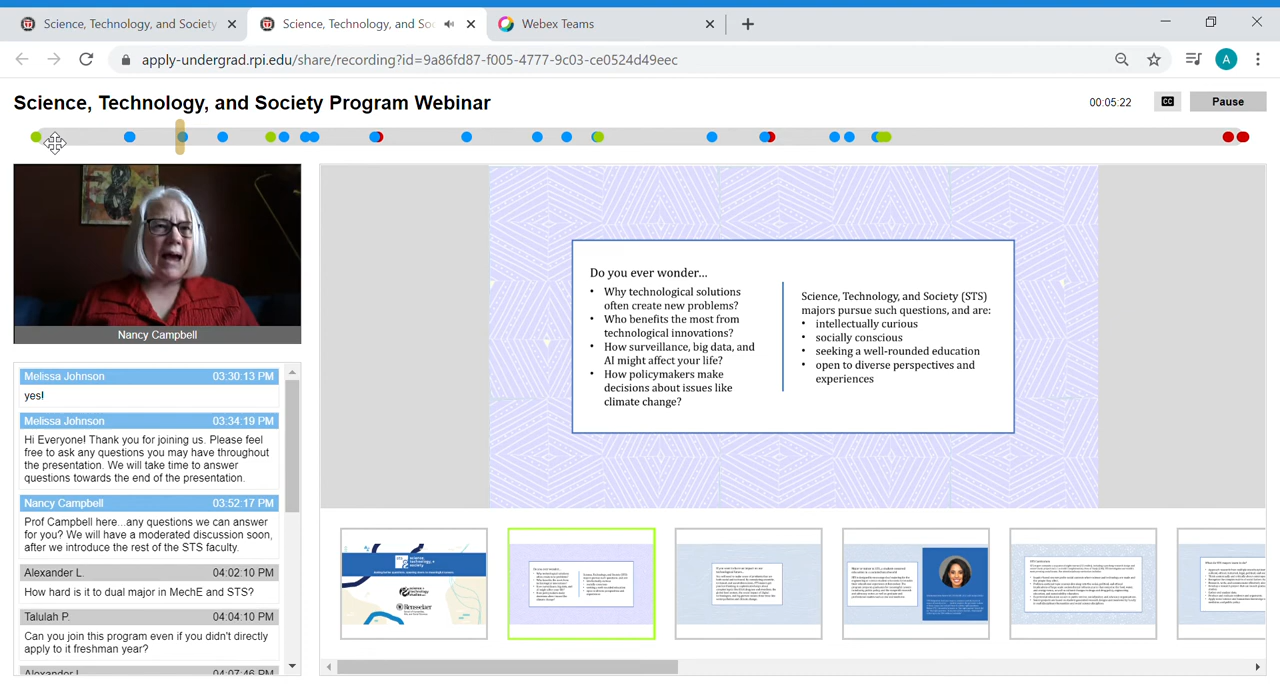 Science, Technology, and Society
Science, Technology, and So
Webex Teams
apply-undergrad.rpi.edu/share/recording?id=9a86fd87-f005-4777-9c03-ce0524d49eec
A
Science, Technology, and Society Program Webinar
00:05:22
CC
Pause
Nancy Campbell
Do you ever wonder...
• Why technological solutions
often create new problems?
• Who benefits the most from
technological innovations?
• How surveillance, big data, and
AI might affect your life?
• How policymakers make
decisions about issues like
climate change?
Science, Technology, and Society (STS)
majors pursue such questions, and are:
• intellectually curious
• socially conscious
• seeking a well-rounded education
• open to diverse perspectives and
experiences
Melissa Johnson 03:30:13 PM
yes!
Melissa Johnson 03:34:19 PM
Hi Everyone! Thank you for joining us. Please feel
free to ask any questions you may have throughout
the presentation. We will take time to answer
questions towards the end of the presentation.
Nancy Campbell 03:52:17 PM
Prof Campbell here...any questions we can answer
for you? We will have a moderated discussion soon,
after we introduce the rest of the STS faculty.
Alexander L. 04:02:10 PM
How hard is it to dual major in MechE and STS?
Talulah P. 04:04:10 PM
Can you join this program even if you didn't directly
apply to it freshman year?
Alexander L. 04:07:46 PM
science,
technology, +
society
Rensselaer